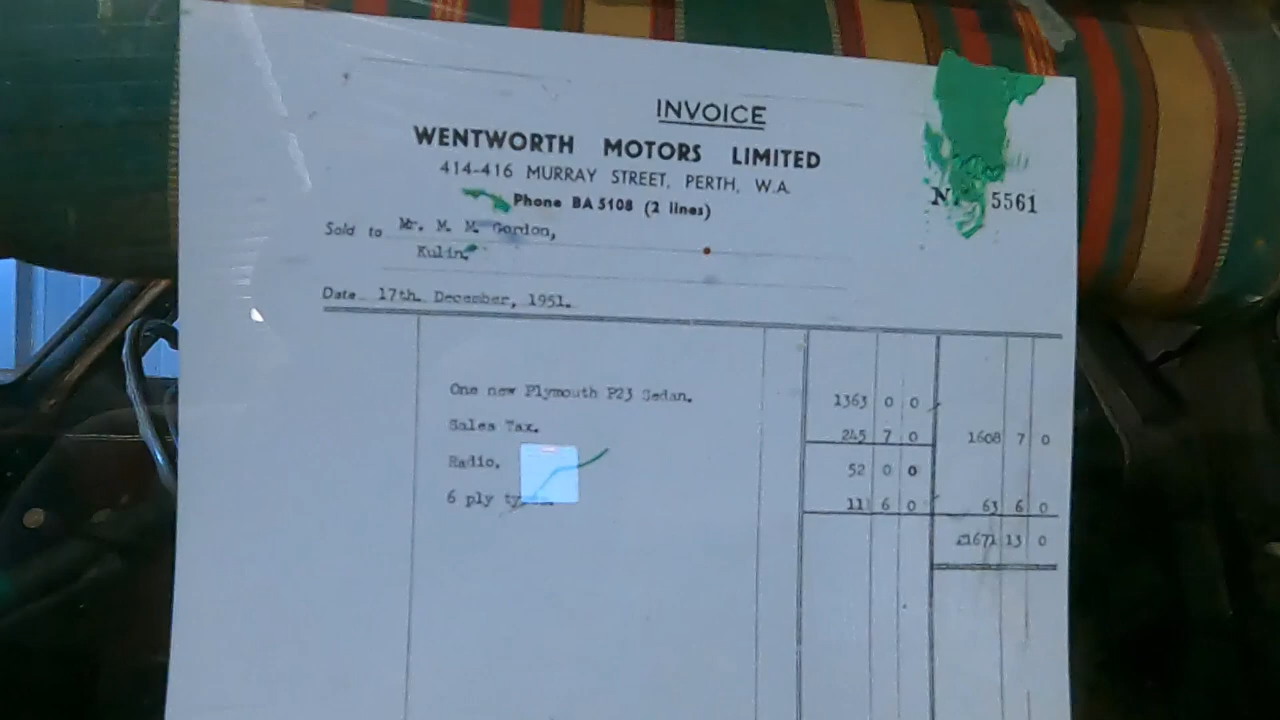 INVOICE
WENTWORTH MOTORS LIMITED
414-416 MURRAY STREET, PERTH, W.A.
Phone BA 5108 (2 lines)
5561
Sold to Mr. M. M. Gordon,
Kulin.
Date 17th. December, 1951.
One new Plymouth P23 Sedan. 1363 0 0
Sales Tax. 245 7 0 1608 7 0
Radio. 52 0 0
6 ply 11 6 0 63 6 0
£1671 13 0